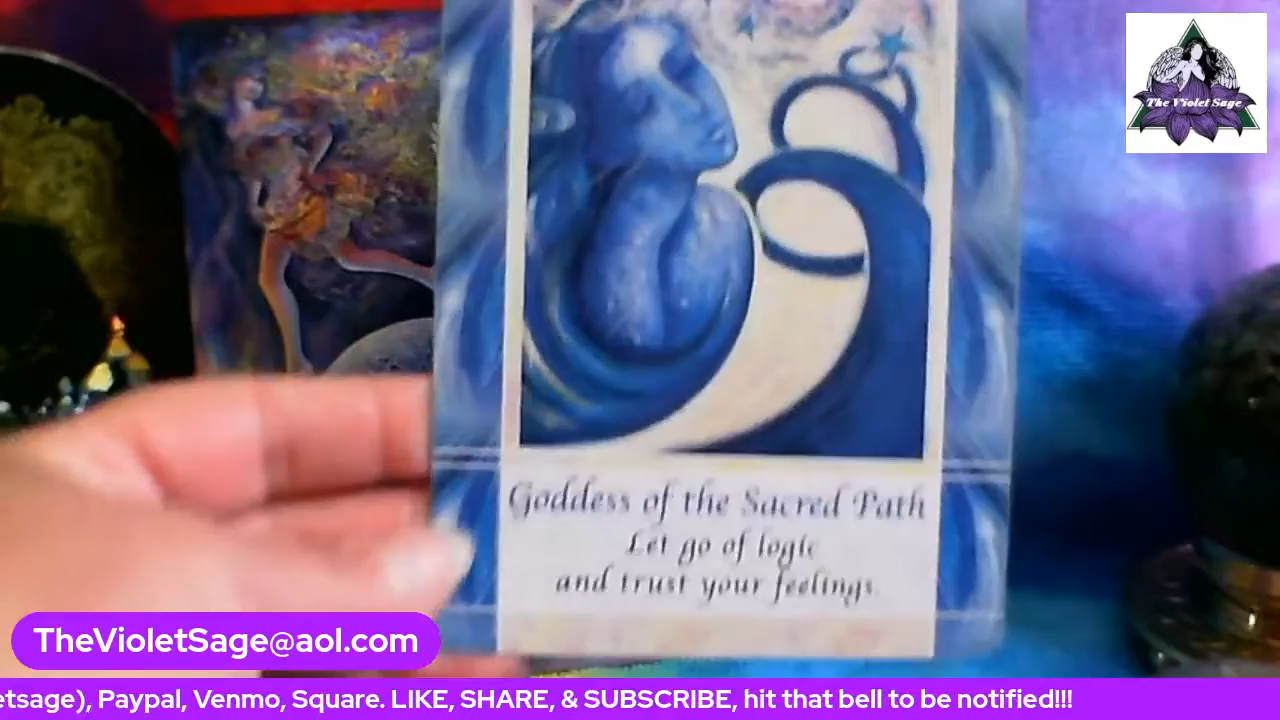 The Violet Sage
Goddess of the Sacred Path
Let go of logic
and trust your feelings.
TheVioletSage@aol.com
etsage), Paypal, Venmo, Square. LIKE, SHARE, & SUBSCRIBE, hit that bell to be notified!!!